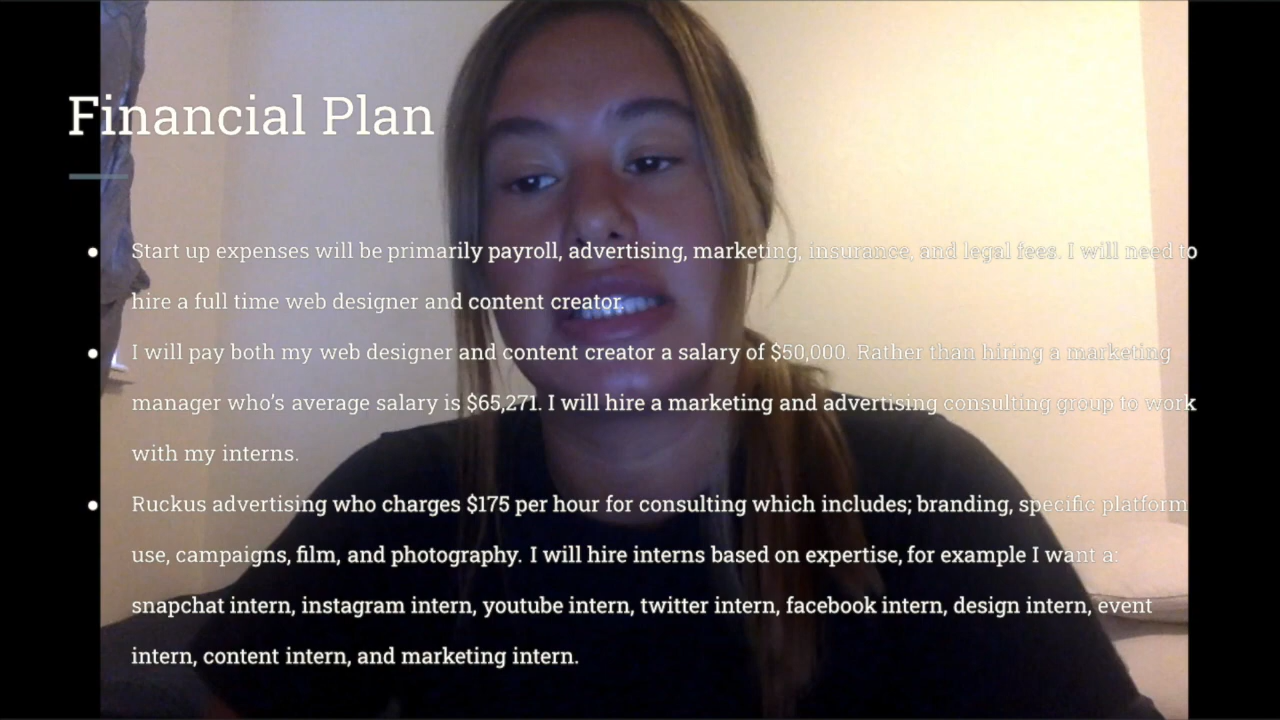 Financial Plan
● Start up expenses will be primarily payroll, advertising, marketing, insurance, and legal fees. I will need to
hire a full time web designer and content creator.
● I will pay both my web designer and content creator a salary of $50,000. Rather than hiring a marketing
manager who's average salary is $65,271. I will hire a marketing and advertising consulting group to work
with my interns.
● Ruckus advertising who charges $175 per hour for consulting which includes; branding, specific platform
use, campaigns, film, and photography. I will hire interns based on expertise, for example I want a:
snapchat intern, instagram intern, youtube intern, twitter intern, facebook intern, design intern, event
intern, content intern, and marketing intern.